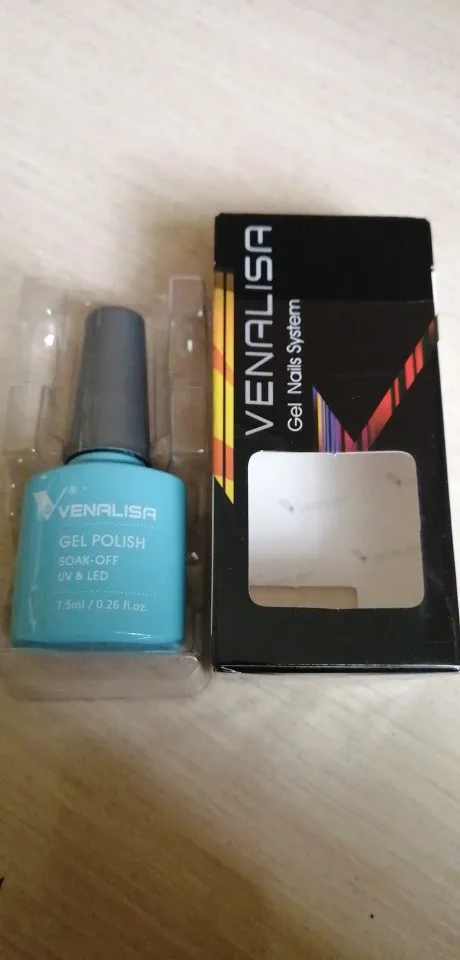 VENALISA
GEL POLISH
SOAK-OFF
UV & LED
7.5ml / 0.26 fl.oz.
VENALISA
Gel Nails System